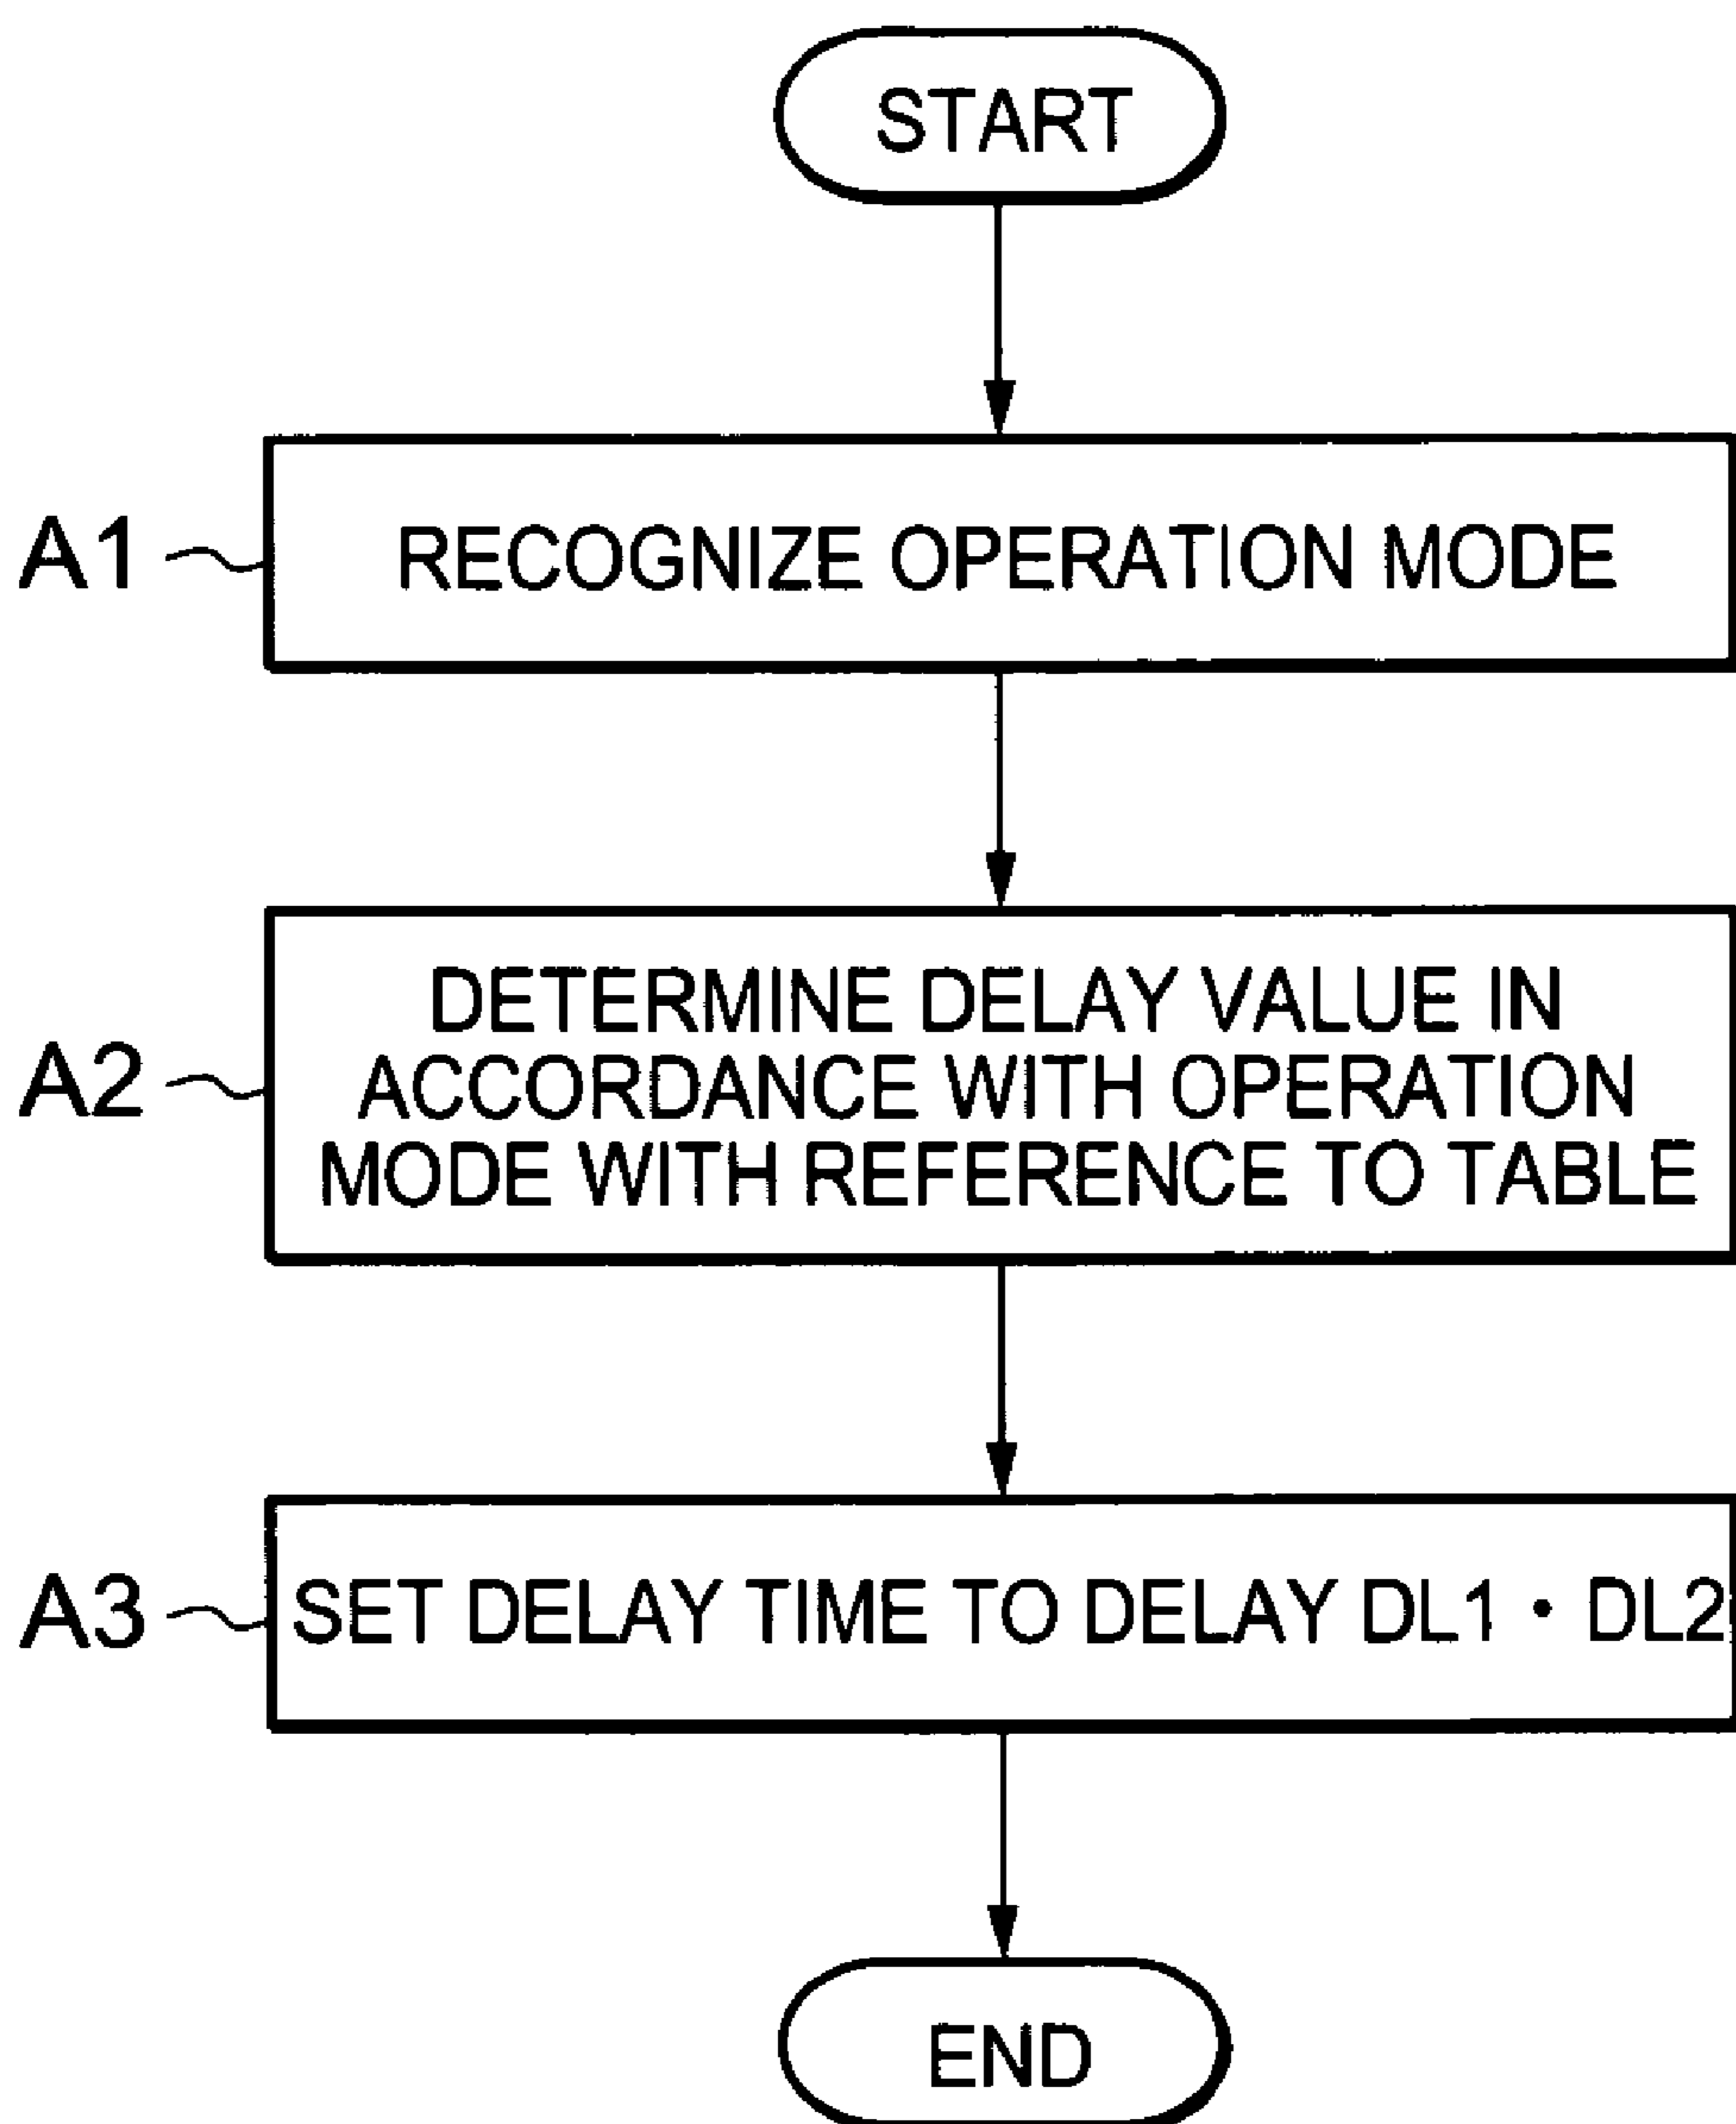 START
A1 RECOGNIZE OPERATION MODE
DETERMINE DELAY VALUE IN
A2 ACCORDANCE WITH OPERATION
MODE WITH REFERENCE TO TABLE
A3 SET DELAY TIME TO DELAY DL1 · DL2
END